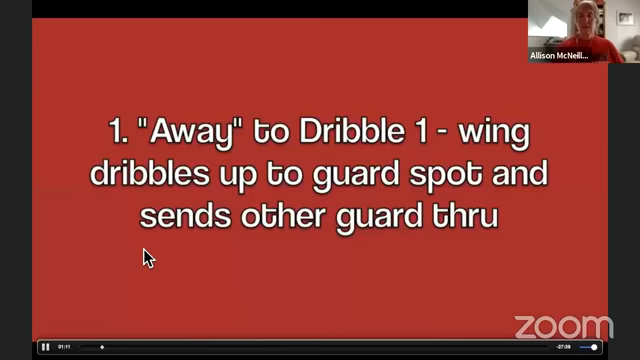 Allison McNeill...
1. "Away" to Dribble 1 - wing
dribbles up to guard spot and
sends other guard thru
zoom
01:11
-27:39